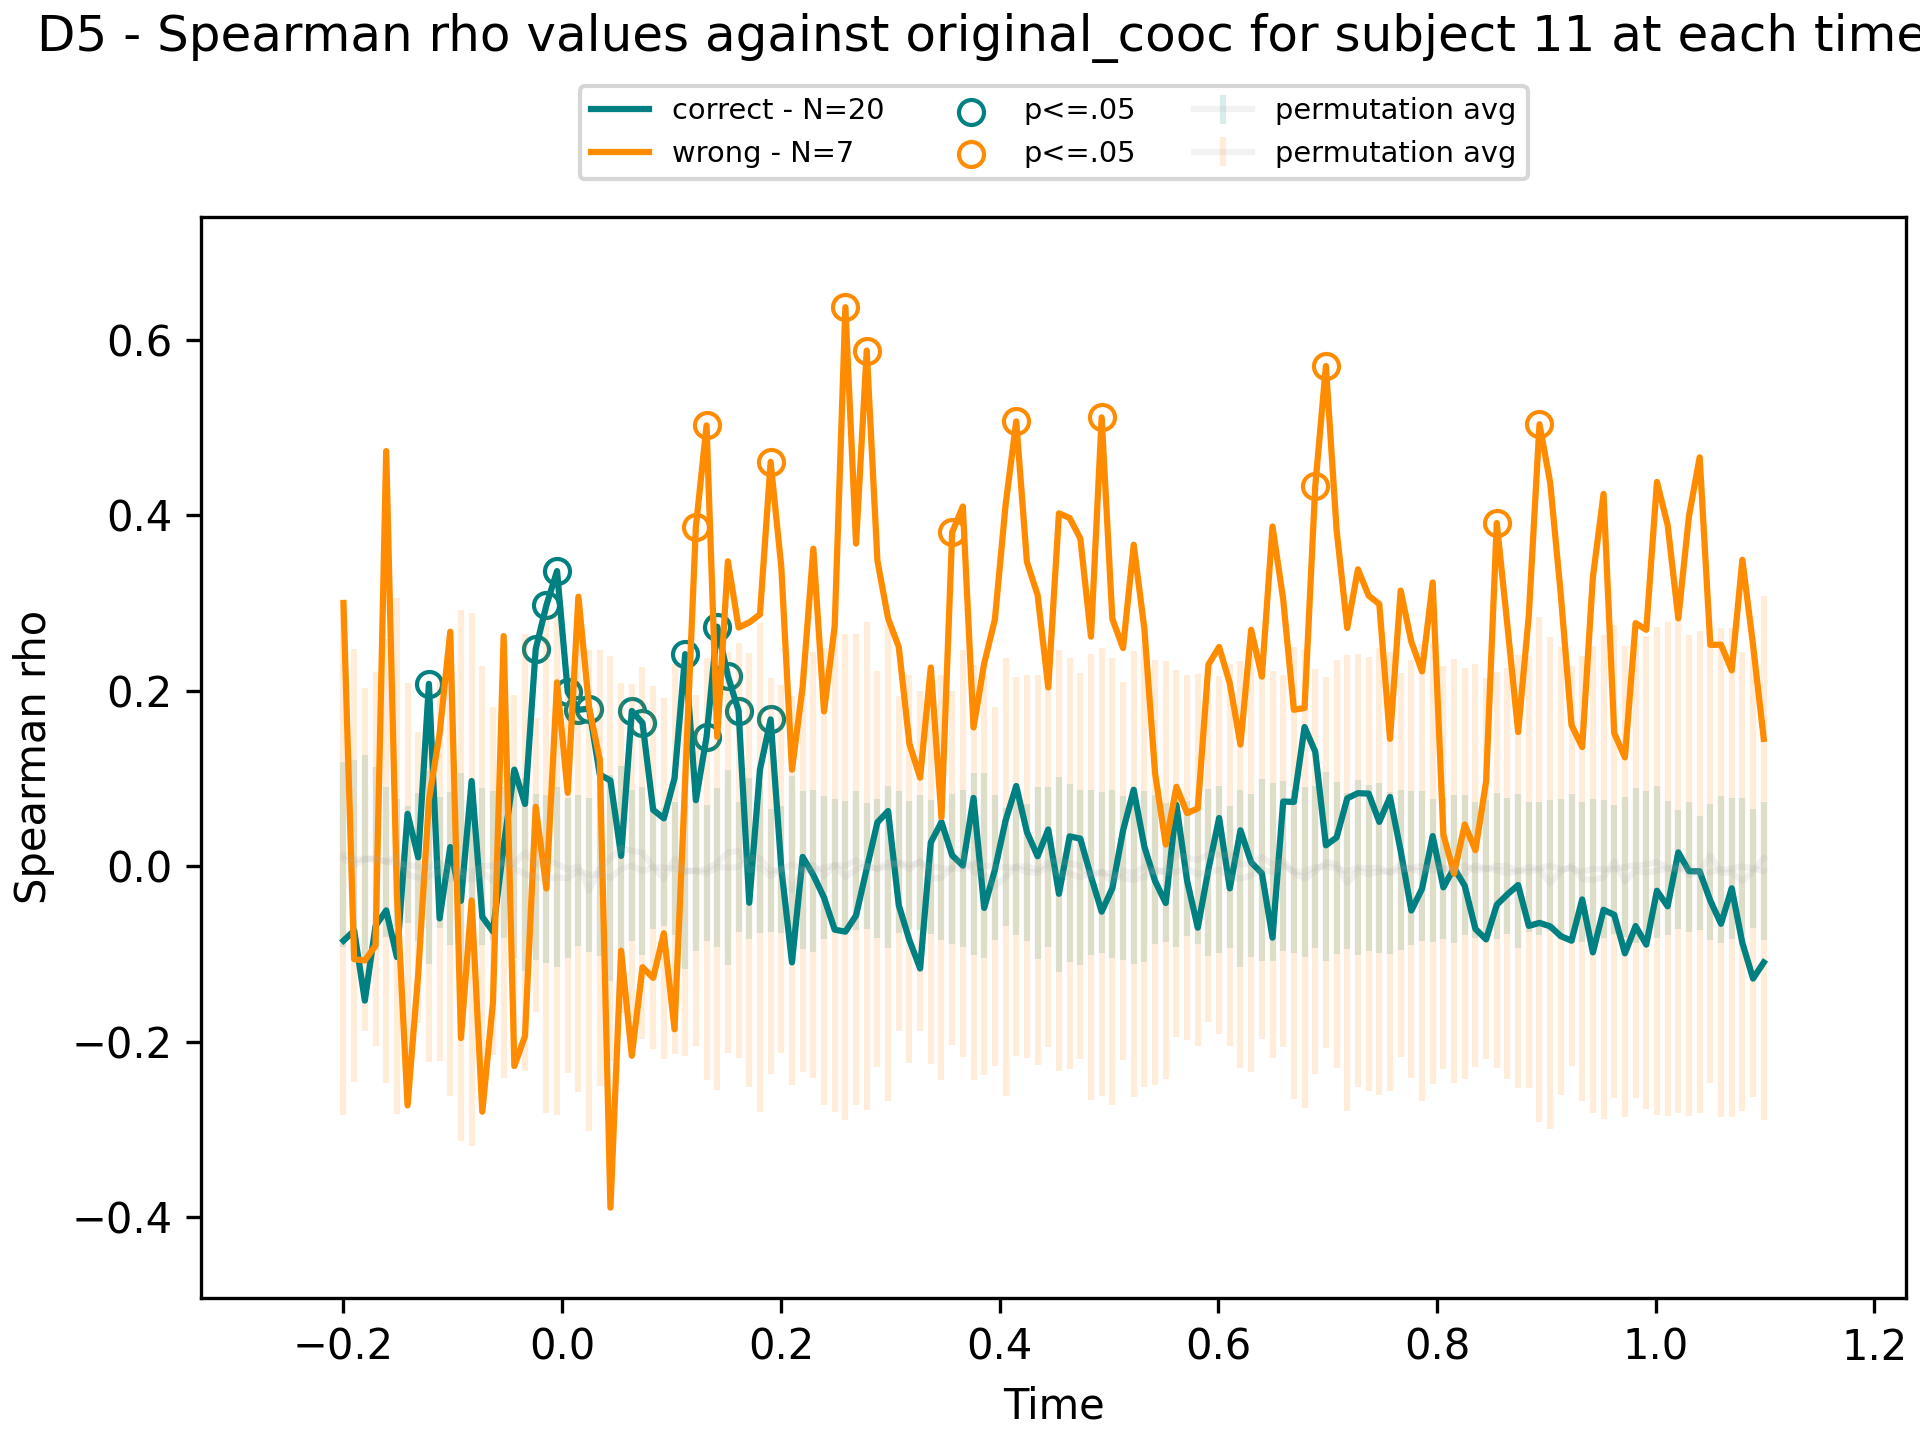 D5 - Spearman rho values against original_cooc for subject 11 at each time
correct - N=20
wrong - N=7
p<=.05
p<=.05
permutation avg
permutation avg
Spearman rho
0.6
0.4
0.2
0.0
−0.2
−0.4
−0.2
0.0
0.2
0.4
0.6
0.8
1.0
1.2
Time